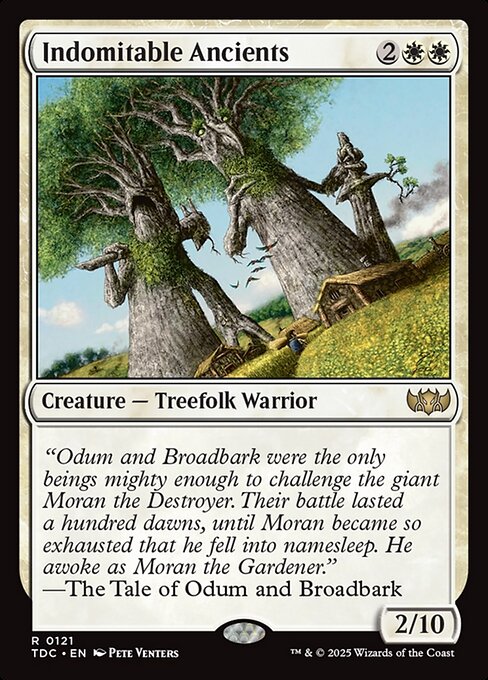 Indomitable Ancients 2
Creature — Treefolk Warrior
“Odum and Broadbark were the only
beings mighty enough to challenge the giant
Moran the Destroyer. Their battle lasted
a hundred dawns, until Moran became so
exhausted that he fell into namesleep. He
awoke as Moran the Gardener.”
—The Tale of Odum and Broadbark
2/10
R 0121
TDC • EN Pete Venters ™ & © 2025 Wizards of the Coast